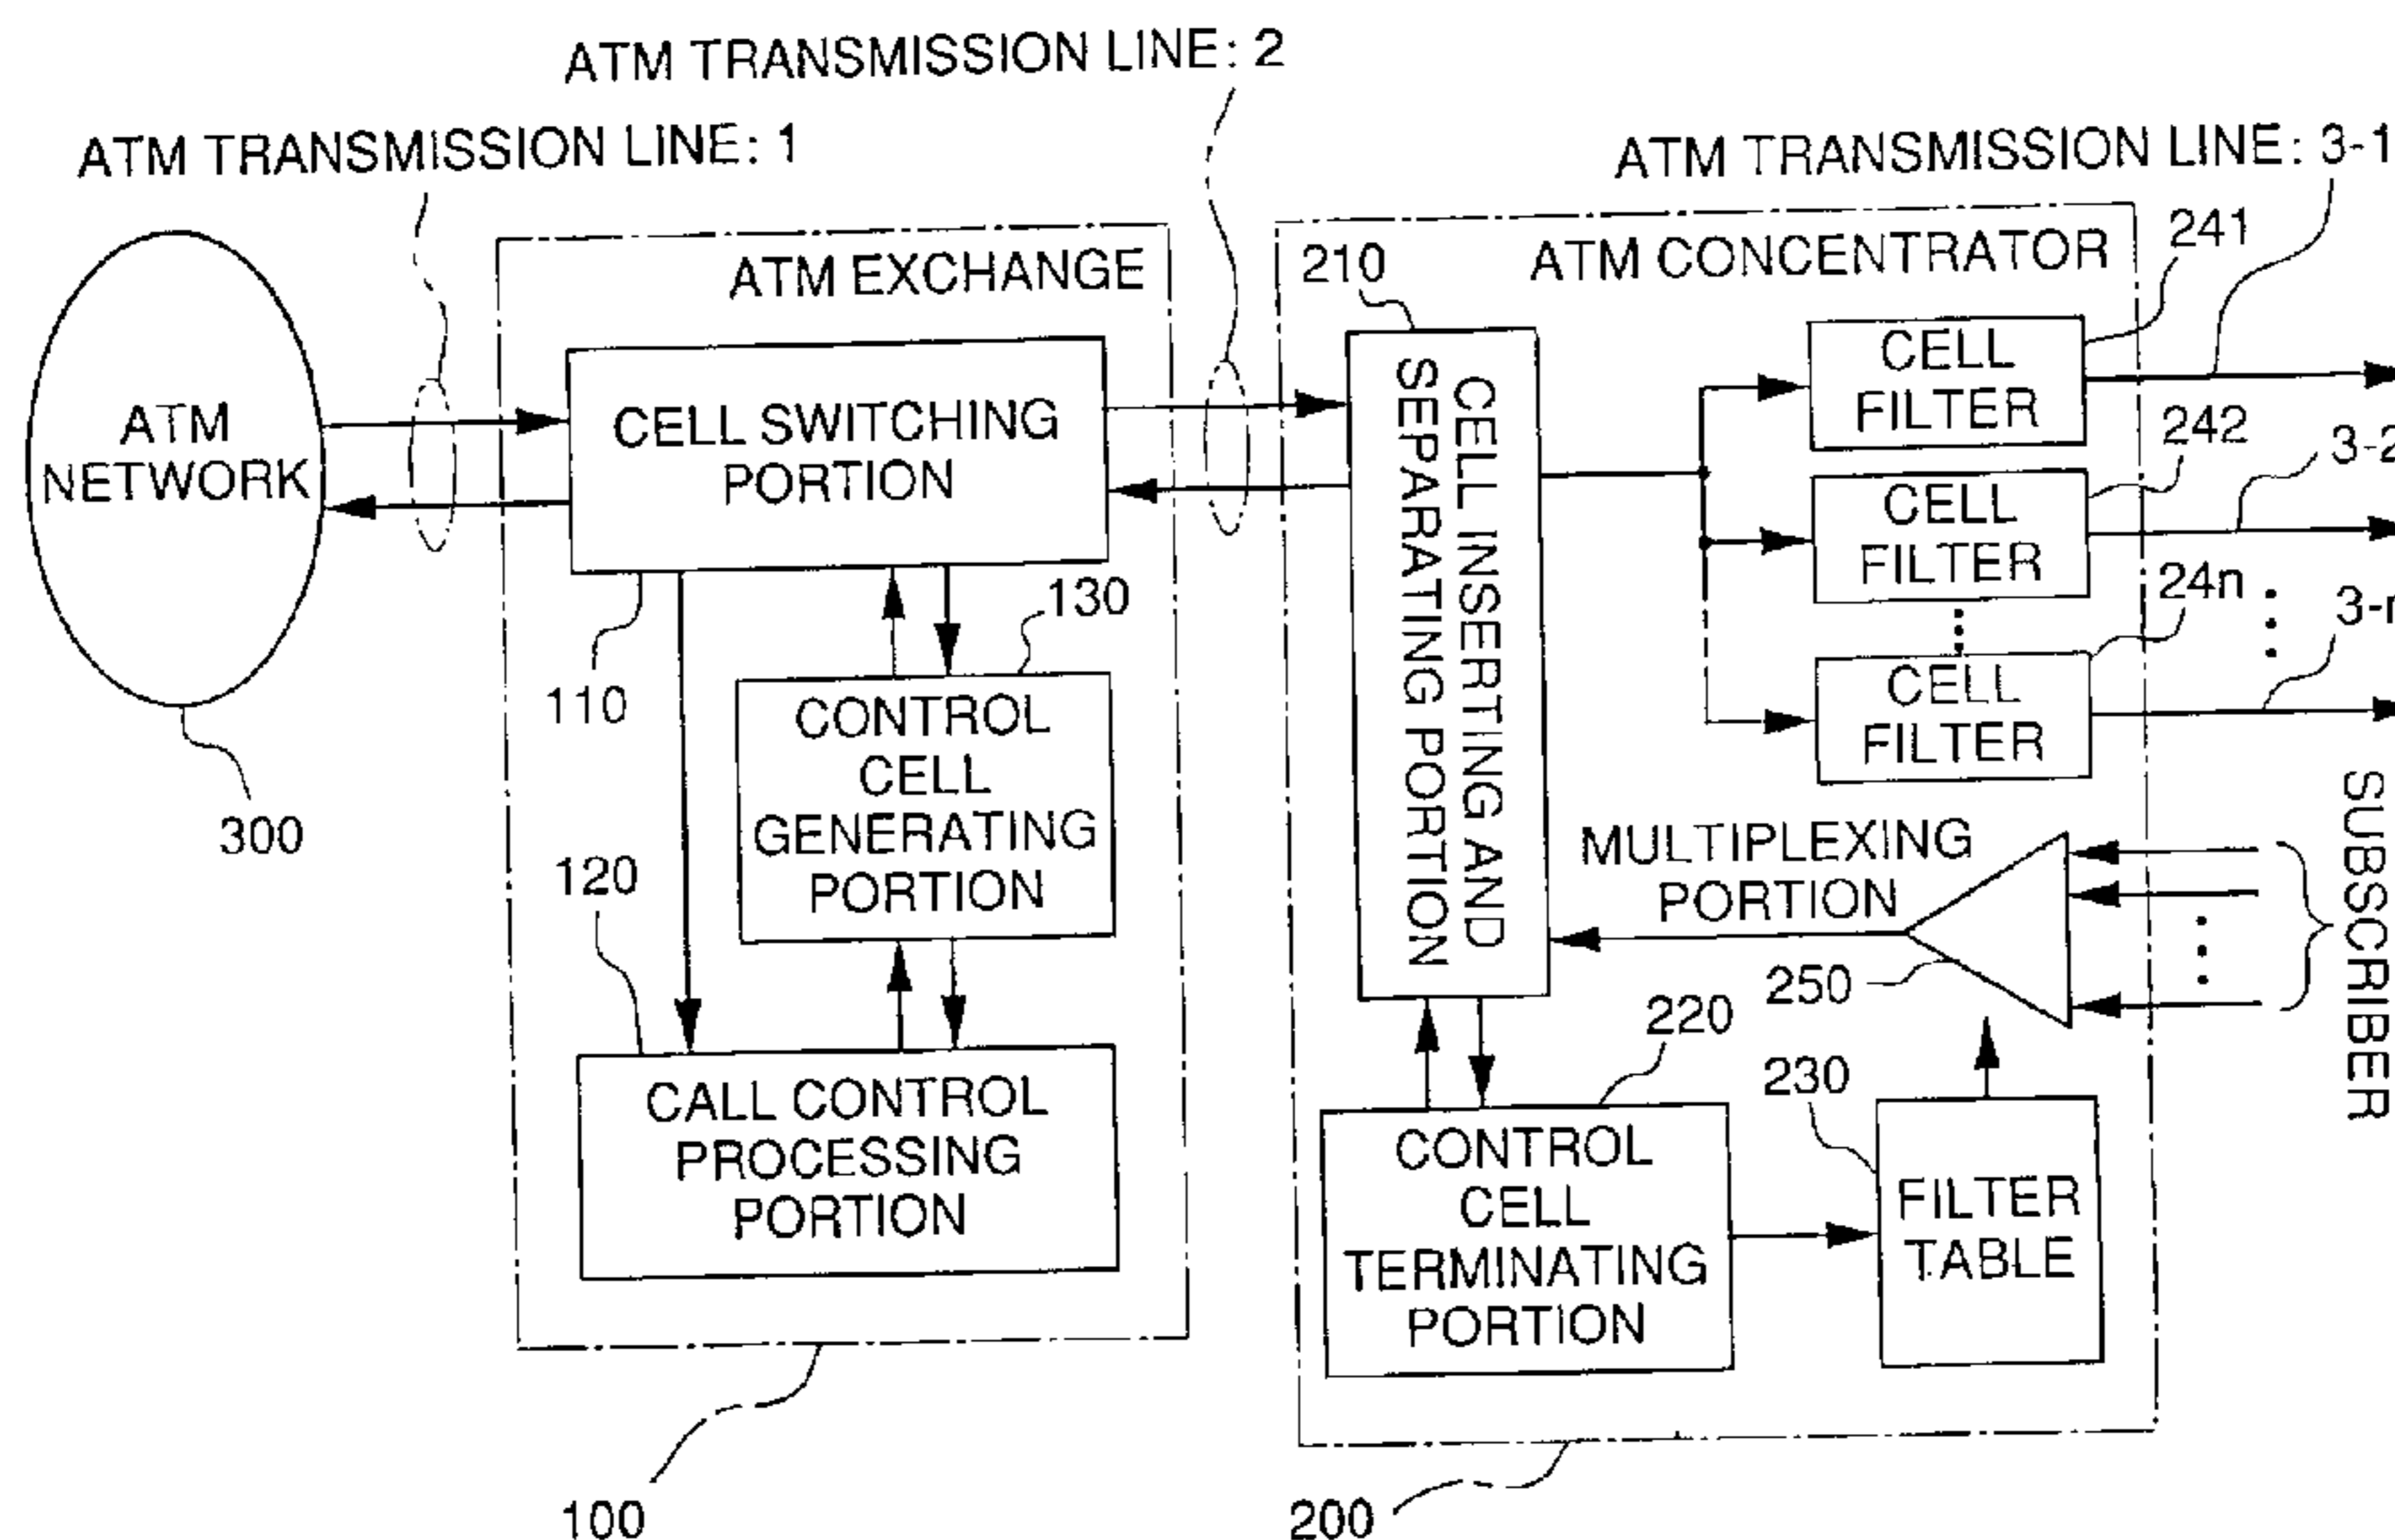 ATM TRANSMISSION LINE: 2
ATM TRANSMISSION LINE: 1
ATM TRANSMISSION LINE: 3-1
ATM EXCHANGE
ATM CONCENTRATOR
210
241
CELL
FILTER
242
3-2
CELL
FILTER
24n
3-n
CELL
FILTER
ATM
NETWORK
300
CELL SWITCHING
PORTION
110
130
CONTROL
CELL
GENERATING
PORTION
120
CALL CONTROL
PROCESSING
PORTION
100
CELL INSERTING AND
SEPARATING PORTION
MULTIPLEXING
PORTION
250
SUBSCRIBER
220
CONTROL
CELL
TERMINATING
PORTION
230
FILTER
TABLE
200